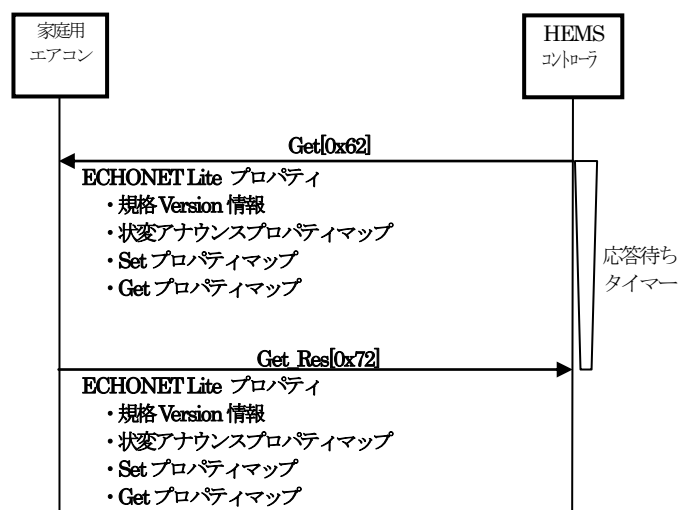 家庭用
エアコン
HEMS
コントローラ
Get[0x62]
ECHONET Lite プロパティ
・規格 Version 情報
・状変アナウンスプロパティマップ
・Set プロパティマップ
・Get プロパティマップ
応答待ち
タイマー
Get_Res[0x72]
ECHONET Lite プロパティ
・規格 Version 情報
・状変アナウンスプロパティマップ
・Set プロパティマップ
・Get プロパティマップ